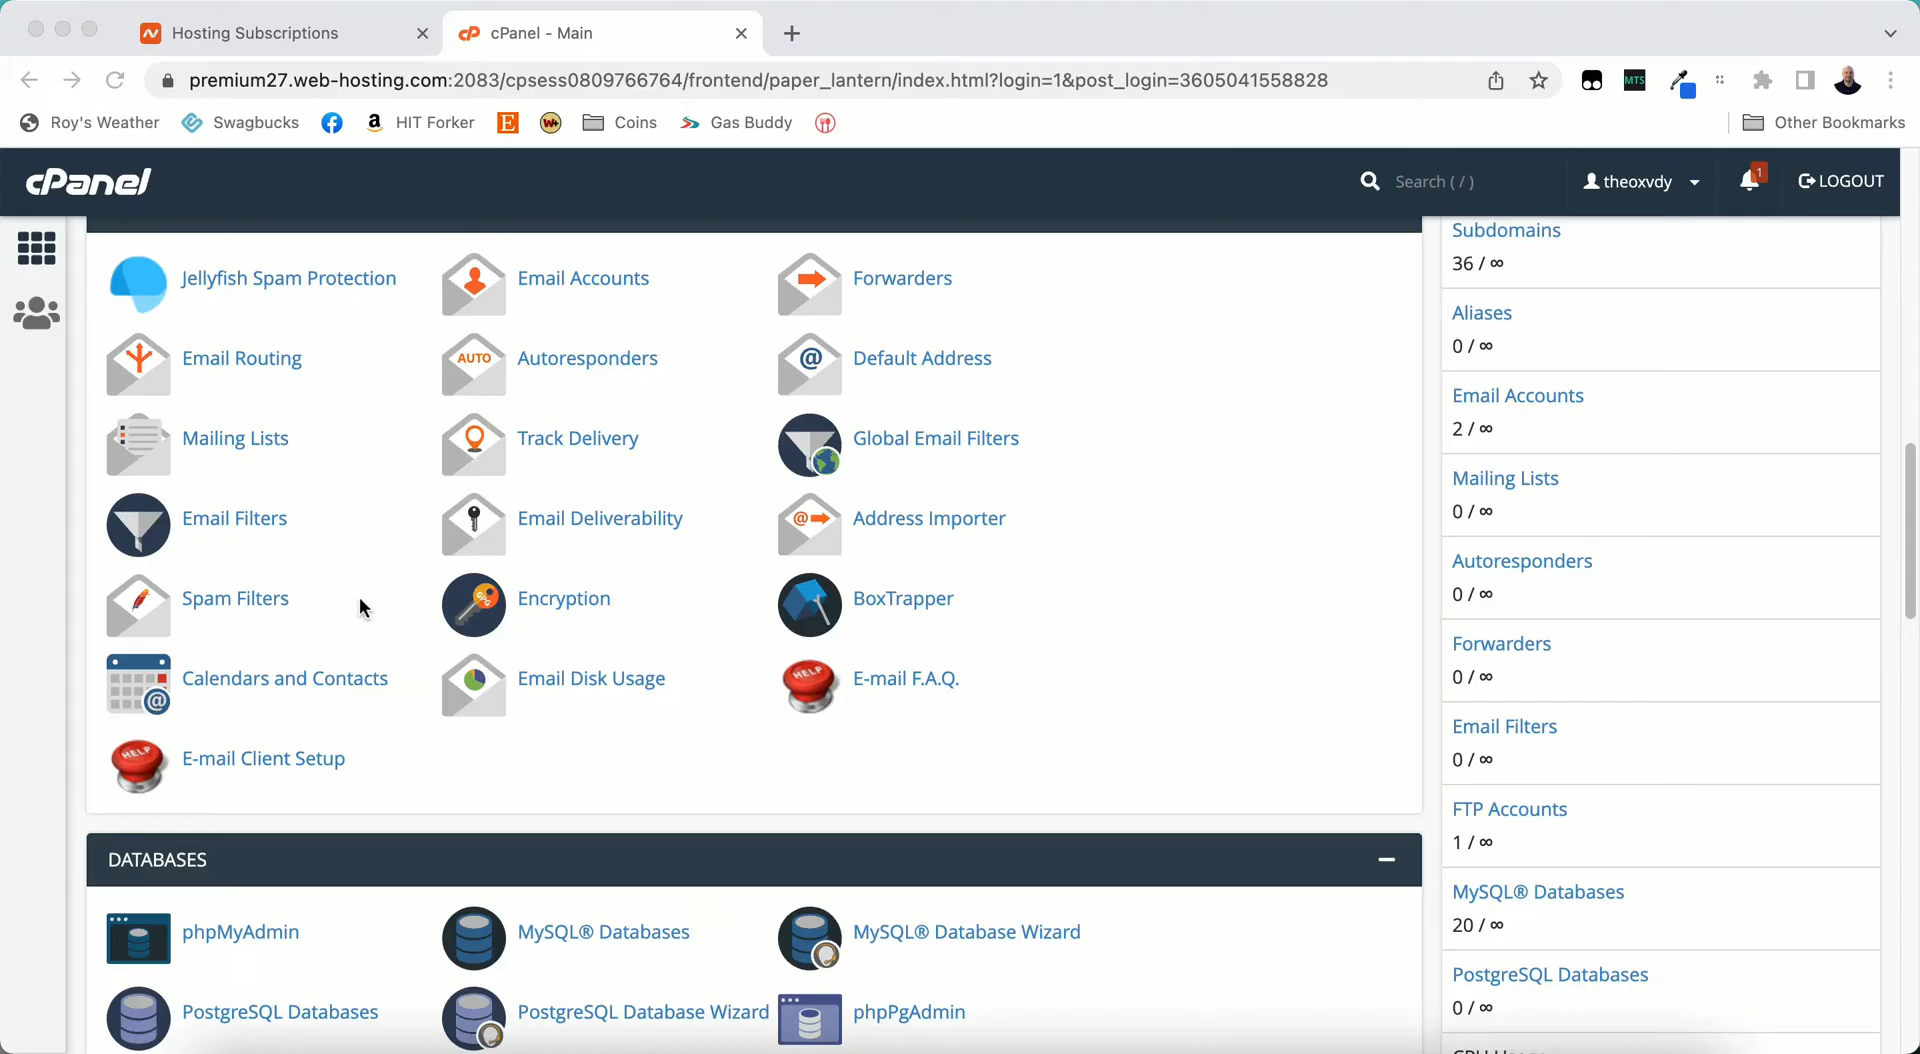 Hosting Subscriptions
cPanel - Main
premium27.web-hosting.com:2083/cpsess0809766764/frontend/paper_lantern/index.html?login=1&post_login=3605041558828
MTS
Roy's Weather
Swagbucks
HIT Forker
E
W+
Coins
Gas Buddy
Other Bookmarks
cPanel
Search ( / )
theoxvdy
1
LOGOUT
Jellyfish Spam Protection
Email Accounts
Forwarders
Email Routing
AUTO
Autoresponders
@
Default Address
Mailing Lists
Track Delivery
Global Email Filters
Email Filters
Email Deliverability
@
Address Importer
Spam Filters
GPG
Encryption
BoxTrapper
@
Calendars and Contacts
Email Disk Usage
HELP
E-mail F.A.Q.
HELP
E-mail Client Setup
DATABASES
phpMyAdmin
MySQL® Databases
MySQL® Database Wizard
PostgreSQL Databases
PostgreSQL Database Wizard
phpPgAdmin
Subdomains
36 / ∞
Aliases
0 / ∞
Email Accounts
2 / ∞
Mailing Lists
0 / ∞
Autoresponders
0 / ∞
Forwarders
0 / ∞
Email Filters
0 / ∞
FTP Accounts
1 / ∞
MySQL® Databases
20 / ∞
PostgreSQL Databases
0 / ∞